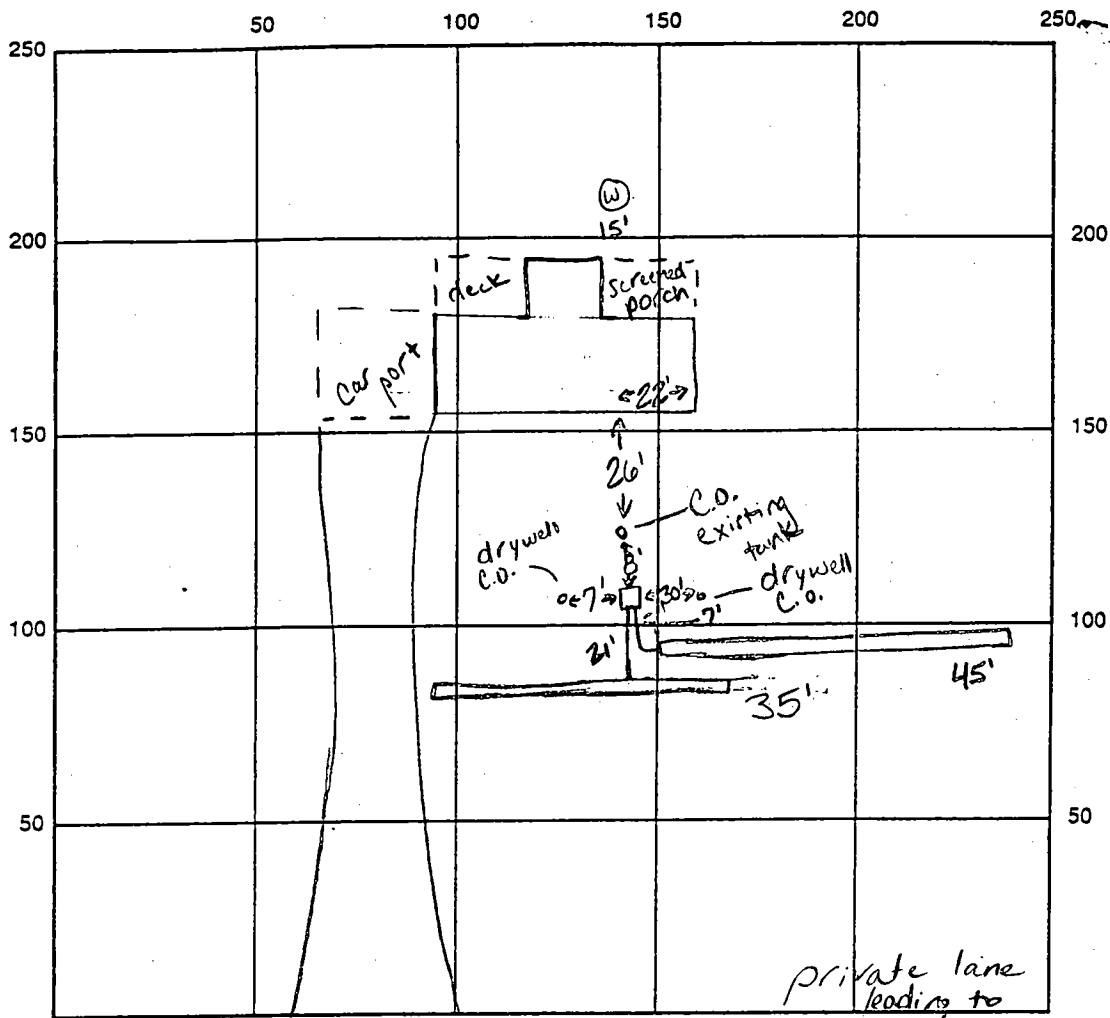 50 100 150 200 250
250
W
15'
200 200
deck screened
porch
car port
←22'→
150 150
26'
C.O.
existing
tank
drywell
C.O.
←7'→ ←30'→ drywell
C.O.
7'
100 100
21'
45'
35'
50 50
private lane
leading to